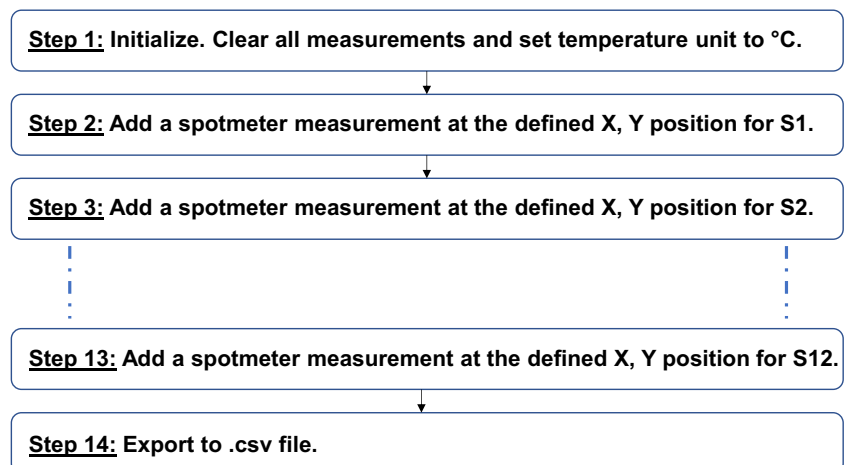 Step 1: Initialize. Clear all measurements and set temperature unit to °C.
Step 2: Add a spotmeter measurement at the defined X, Y position for S1.
Step 3: Add a spotmeter measurement at the defined X, Y position for S2.
Step 13: Add a spotmeter measurement at the defined X, Y position for S12.
Step 14: Export to .csv file.